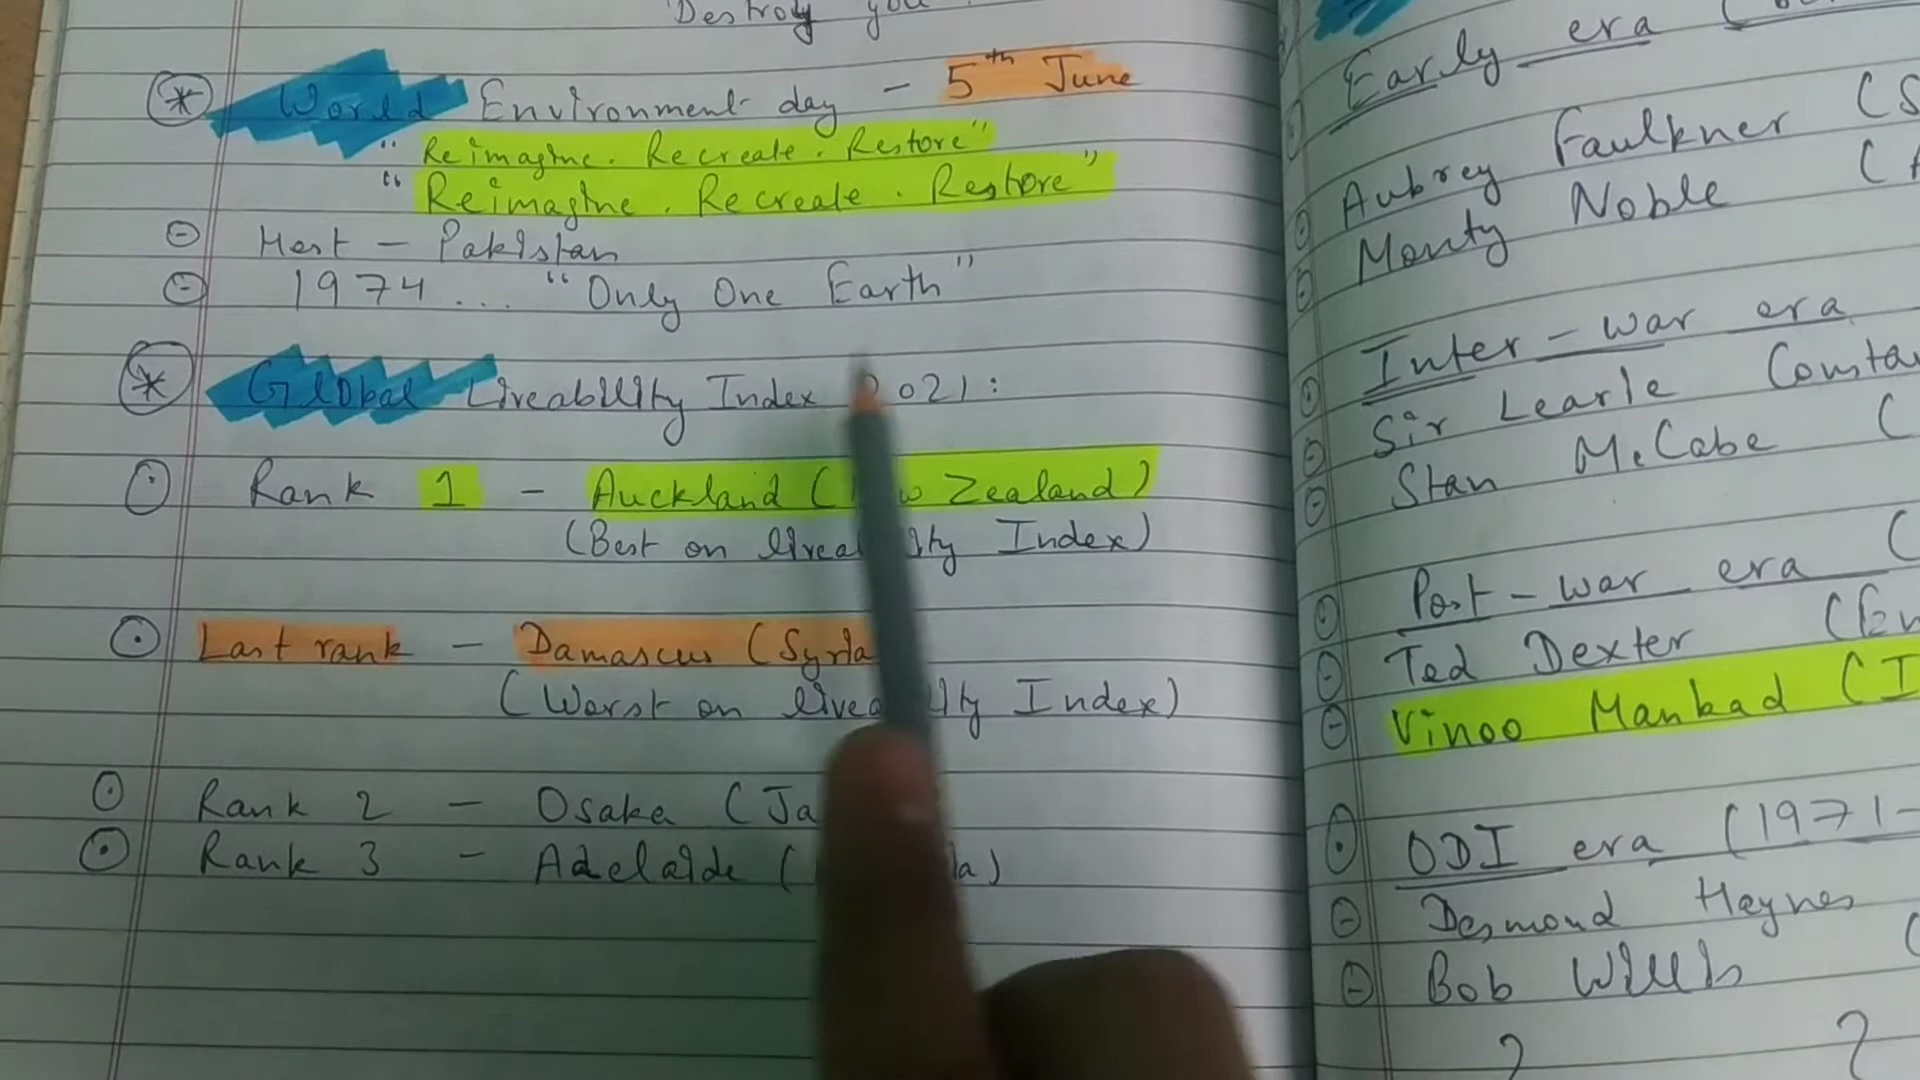 Destroy you
World Environment day - 5th June
"Reimagine. Recreate. Restore"
"Reimagine. Recreate. Restore"
Host - Pakistan
1974 ... "Only One Earth"
Global Liveability Index 2021:
Rank 1 - Auckland ( Zealand)
(Best on Index)
Last rank - Damascus (Syria
(Worst on Index)
Rank 2 - Osaka (Ja
Rank 3 - Adelaide (
Early era (
Aubrey Faulkner (S
Monty Noble (A
Inter-war era
Sir Learie Consta
Stan McCabe (
Post-war era (
Ted Dexter (En
Vinoo Mankad (I
ODI era (1971-
Desmond Haynes
Bob Willis (